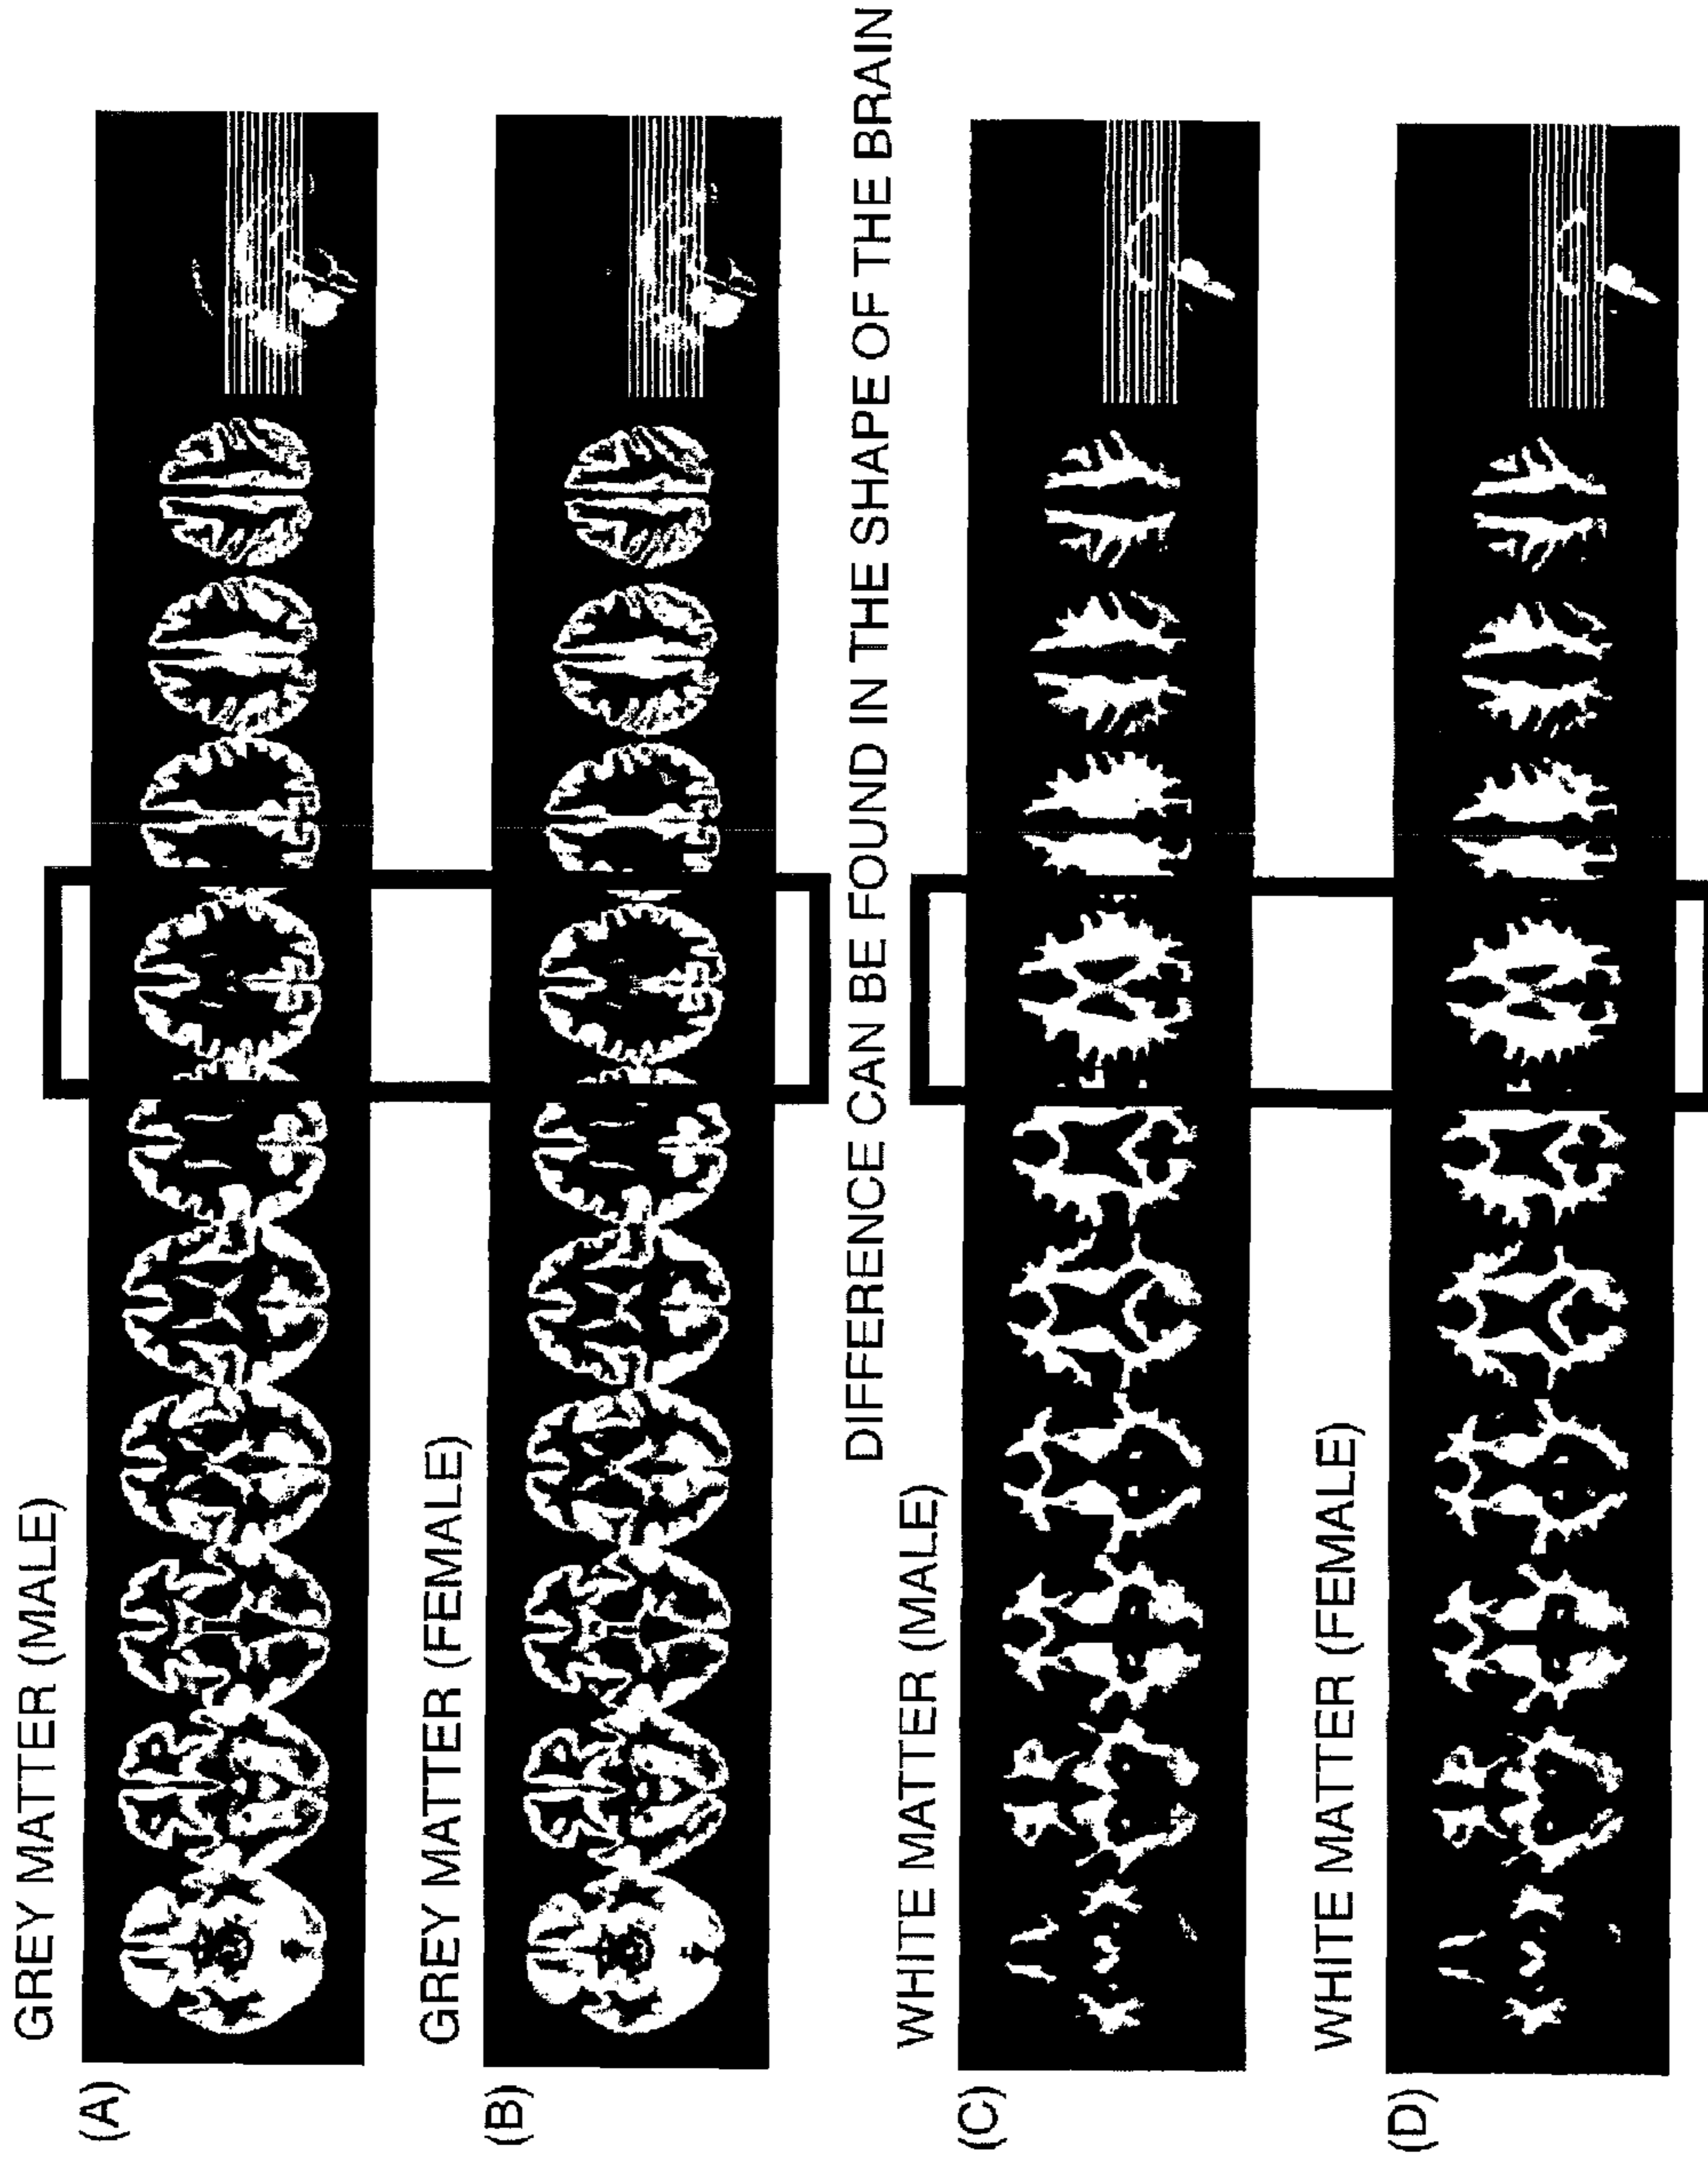 (A)
GREY MATTER (MALE)
(B)
GREY MATTER (FEMALE)
DIFFERENCE CAN BE FOUND IN THE SHAPE OF THE BRAIN
(C)
WHITE MATTER (MALE)
(D)
WHITE MATTER (FEMALE)